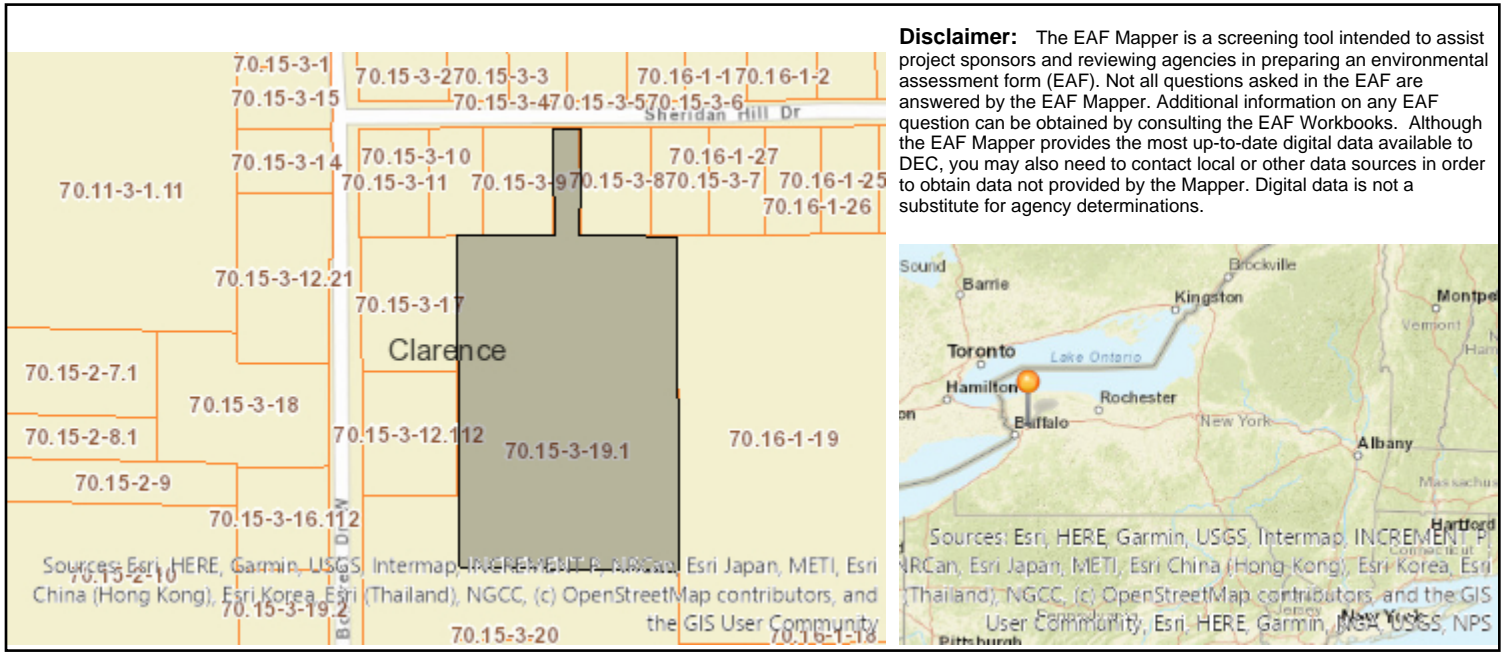 Disclaimer: The EAF Mapper is a screening tool intended to assist
project sponsors and reviewing agencies in preparing an environmental
assessment form (EAF). Not all questions asked in the EAF are
answered by the EAF Mapper. Additional information on any EAF
question can be obtained by consulting the EAF Workbooks. Although
the EAF Mapper provides the most up-to-date digital data available to
DEC, you may also need to contact local or other data sources in order
to obtain data not provided by the Mapper. Digital data is not a
substitute for agency determinations.
70.15-3-1
70.15-3-2
70.15-3-3
70.16-1-1
70.16-1-2
70.15-3-15
70.15-3-4
70.15-3-5
70.15-3-6
Sheridan Hill Dr
70.15-3-14
70.15-3-10
70.16-1-27
70.11-3-1.11
70.15-3-11
70.15-3-9
70.15-3-8
70.15-3-7
70.16-1-25
70.16-1-26
70.15-3-12.21
70.15-3-17
Clarence
70.15-2-7.1
70.15-3-18
70.15-2-8.1
70.15-3-12.112
70.15-3-19.1
70.16-1-19
70.15-2-9
70.15-3-16.112
Dr W
70.15-2-10
70.15-3-19.2
70.15-3-20
70.16-1-18
Sources: Esri, HERE, Garmin, USGS, Intermap, INCREMENT P, NRCan, Esri Japan, METI, Esri
China (Hong Kong), Esri Korea, Esri (Thailand), NGCC, (c) OpenStreetMap contributors, and
the GIS User Community
Sound
Barrie
Brockville
Kingston
Montpe
Vermont
Toronto
Lake Ontario
Ham
Hamilton
Rochester
on
Buffalo
New York
Albany
Massachus
Hartford
Connecticut
Pennsylvania
Jersey
New York
Pittsburgh
Sources: Esri, HERE, Garmin, USGS, Intermap, INCREMENT P,
NRCan, Esri Japan, METI, Esri China (Hong Kong), Esri Korea, Esri
(Thailand), NGCC, (c) OpenStreetMap contributors, and the GIS
User Community, Esri, HERE, Garmin, NGA, USGS, NPS